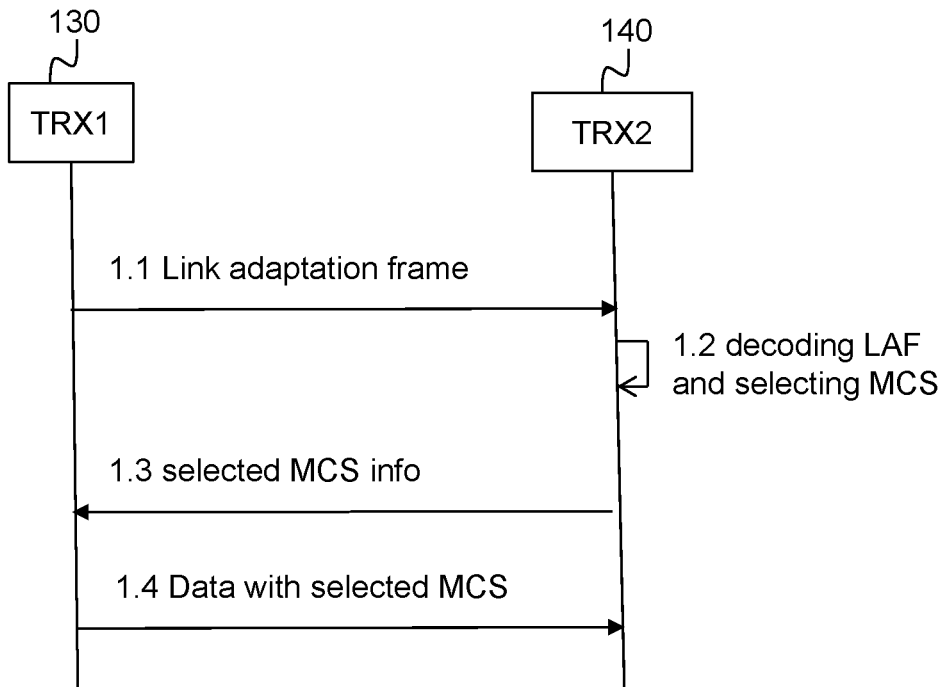 130
140
TRX1
TRX2
1.1 Link adaptation frame
1.2 decoding LAF
and selecting MCS
1.3 selected MCS info
1.4 Data with selected MCS